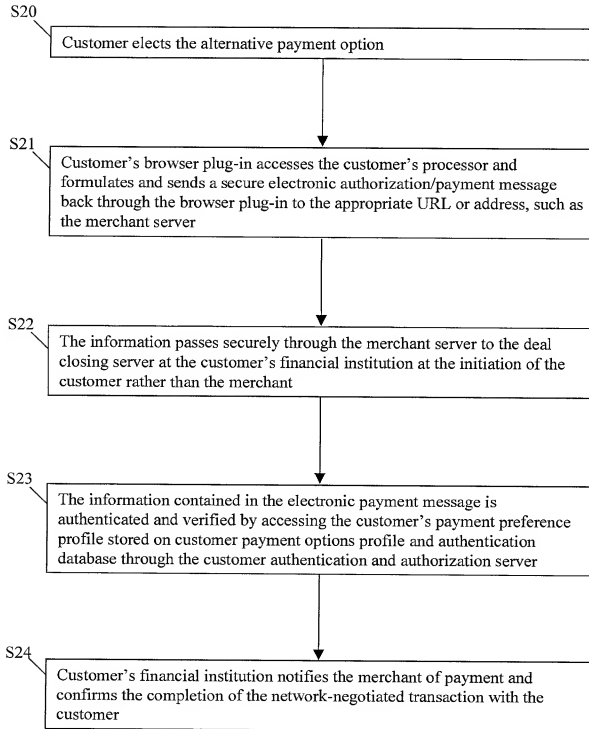 S20
Customer elects the alternative payment option
S21
Customer's browser plug-in accesses the customer's processor and
formulates and sends a secure electronic authorization/payment message
back through the browser plug-in to the appropriate URL or address, such as
the merchant server
S22
The information passes securely through the merchant server to the deal
closing server at the customer's financial institution at the initiation of the
customer rather than the merchant
S23
The information contained in the electronic payment message is
authenticated and verified by accessing the customer's payment preference
profile stored on customer payment options profile and authentication
database through the customer authentication and authorization server
S24
Customer's financial institution notifies the merchant of payment and
confirms the completion of the network-negotiated transaction with the
customer